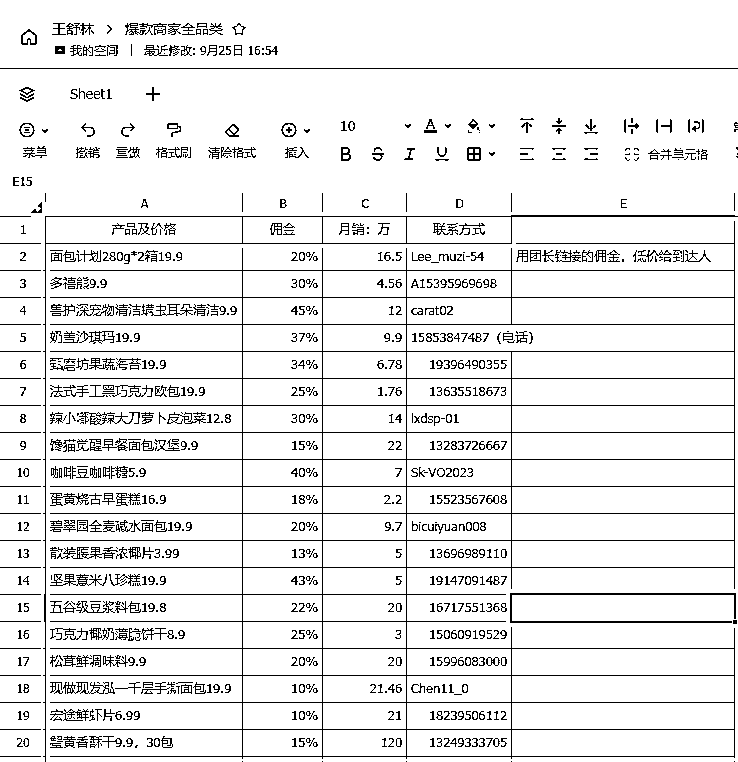 王舒林 > 爆款商家全品类
我的空间 | 最近修改: 9月25日 16:54
Sheet1
菜单 撤销 重做 格式刷 清除格式 插入 10 合并单元格
E15
A B C D E
1 产品及价格 佣金 月销：万 联系方式
2 面包计划280g*2箱19.9 20% 16.5 Lee_muzi-54 用团长链接的佣金，低价给到达人
3 多禧熊9.9 30% 4.56 A15395969698
4 兽护深宠物清洁螨虫耳朵清洁9.9 45% 12 carat02
5 奶盖沙琪玛19.9 37% 9.9 15853847487（电话）
6 甄磨坊果蔬海苔19.9 34% 6.78 19396490355
7 法式手工黑巧克力欧包19.9 25% 1.76 13635518673
8 辣小嘟酸辣大刀萝卜皮泡菜12.8 30% 14 lxdsp-01
9 馋猫觉醒早餐面包汉堡9.9 15% 22 13283726667
10 咖啡豆咖啡糖5.9 40% 7 Sk-VO2023
11 蛋黄烧古早蛋糕16.9 18% 2.2 15523567608
12 碧翠园全麦碱水面包19.9 20% 9.7 bicuiyuan008
13 散装腰果香浓椰片3.99 13% 5 13696989110
14 坚果薏米八珍糕19.9 43% 5 19147091487
15 五谷级豆浆料包19.8 22% 20 16717551368
16 巧克力椰奶薄脆饼干8.9 25% 3 15060919529
17 松茸鲜调味料9.9 20% 20 15996083000
18 现做现发泓一千层手撕面包19.9 10% 21.46 Chen11_0
19 宏途鲜虾片6.99 10% 21 18239506112
20 蟹黄香酥干9.9，30包 15% 120 13249333705